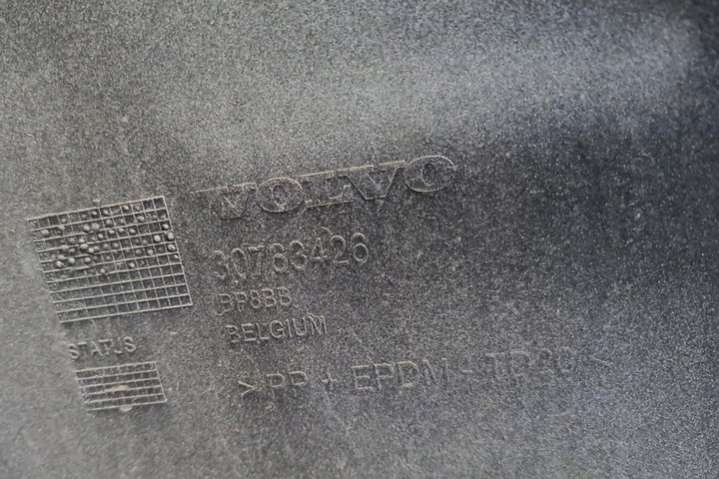 VOLVO
30763426
BP8BB
BELGIUM
STATUS
>PP + EPDM - TD20<